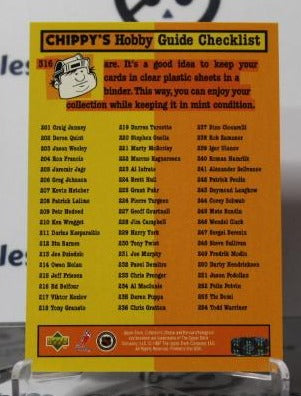 CHIPPY'S Hobby Guide Checklist
316
are. It's a good idea to keep your
cards in clear plastic sheets in a
binder. This way, you can enjoy your
collection while keeping it in mint condition.
201 Craig Janney
202 Derek Quint
203 Jason Wooley
204 Ron Francis
205 Jaromir Jagr
206 Greg Johnson
207 Kevin Hatcher
208 Patrick Lalime
209 Petr Nedved
210 Ken Wregget
211 Darius Kasparaitis
212 Stu Barnes
213 Joe Dziedzic
214 Owen Nolan
215 Jeff Friesen
216 Ed Belfour
217 Viktor Kozlov
218 Tony Granato
219 Darren Turcotte
220 Stephen Guolla
221 Marty McSorley
222 Marcus Ragnarsson
223 Al Iafrate
224 Brett Hull
225 Grant Fuhr
226 Pierre Turgeon
227 Geoff Courtnall
228 Jim Campbell
229 Harry York
230 Tony Twist
231 Joe Murphy
232 Pavol Demitra
233 Chris Pronger
234 Al MacInnis
235 Daren Puppa
236 Chris Gratton
237 Dino Ciccarelli
238 Rob Zamuner
239 Igor Ulanov
240 Roman Hamrlik
241 Alexander Selivanov
242 Patrick Poulin
243 Daymond Langkow
244 Corey Schwab
245 Mats Sundin
246 Wendel Clark
247 Sergei Berezin
248 Steve Sullivan
249 Fredrik Modin
250 Darby Hendrickson
251 Jason Podollan
252 Felix Potvin
253 Tie Domi
254 Todd Warriner
UPPER DECK